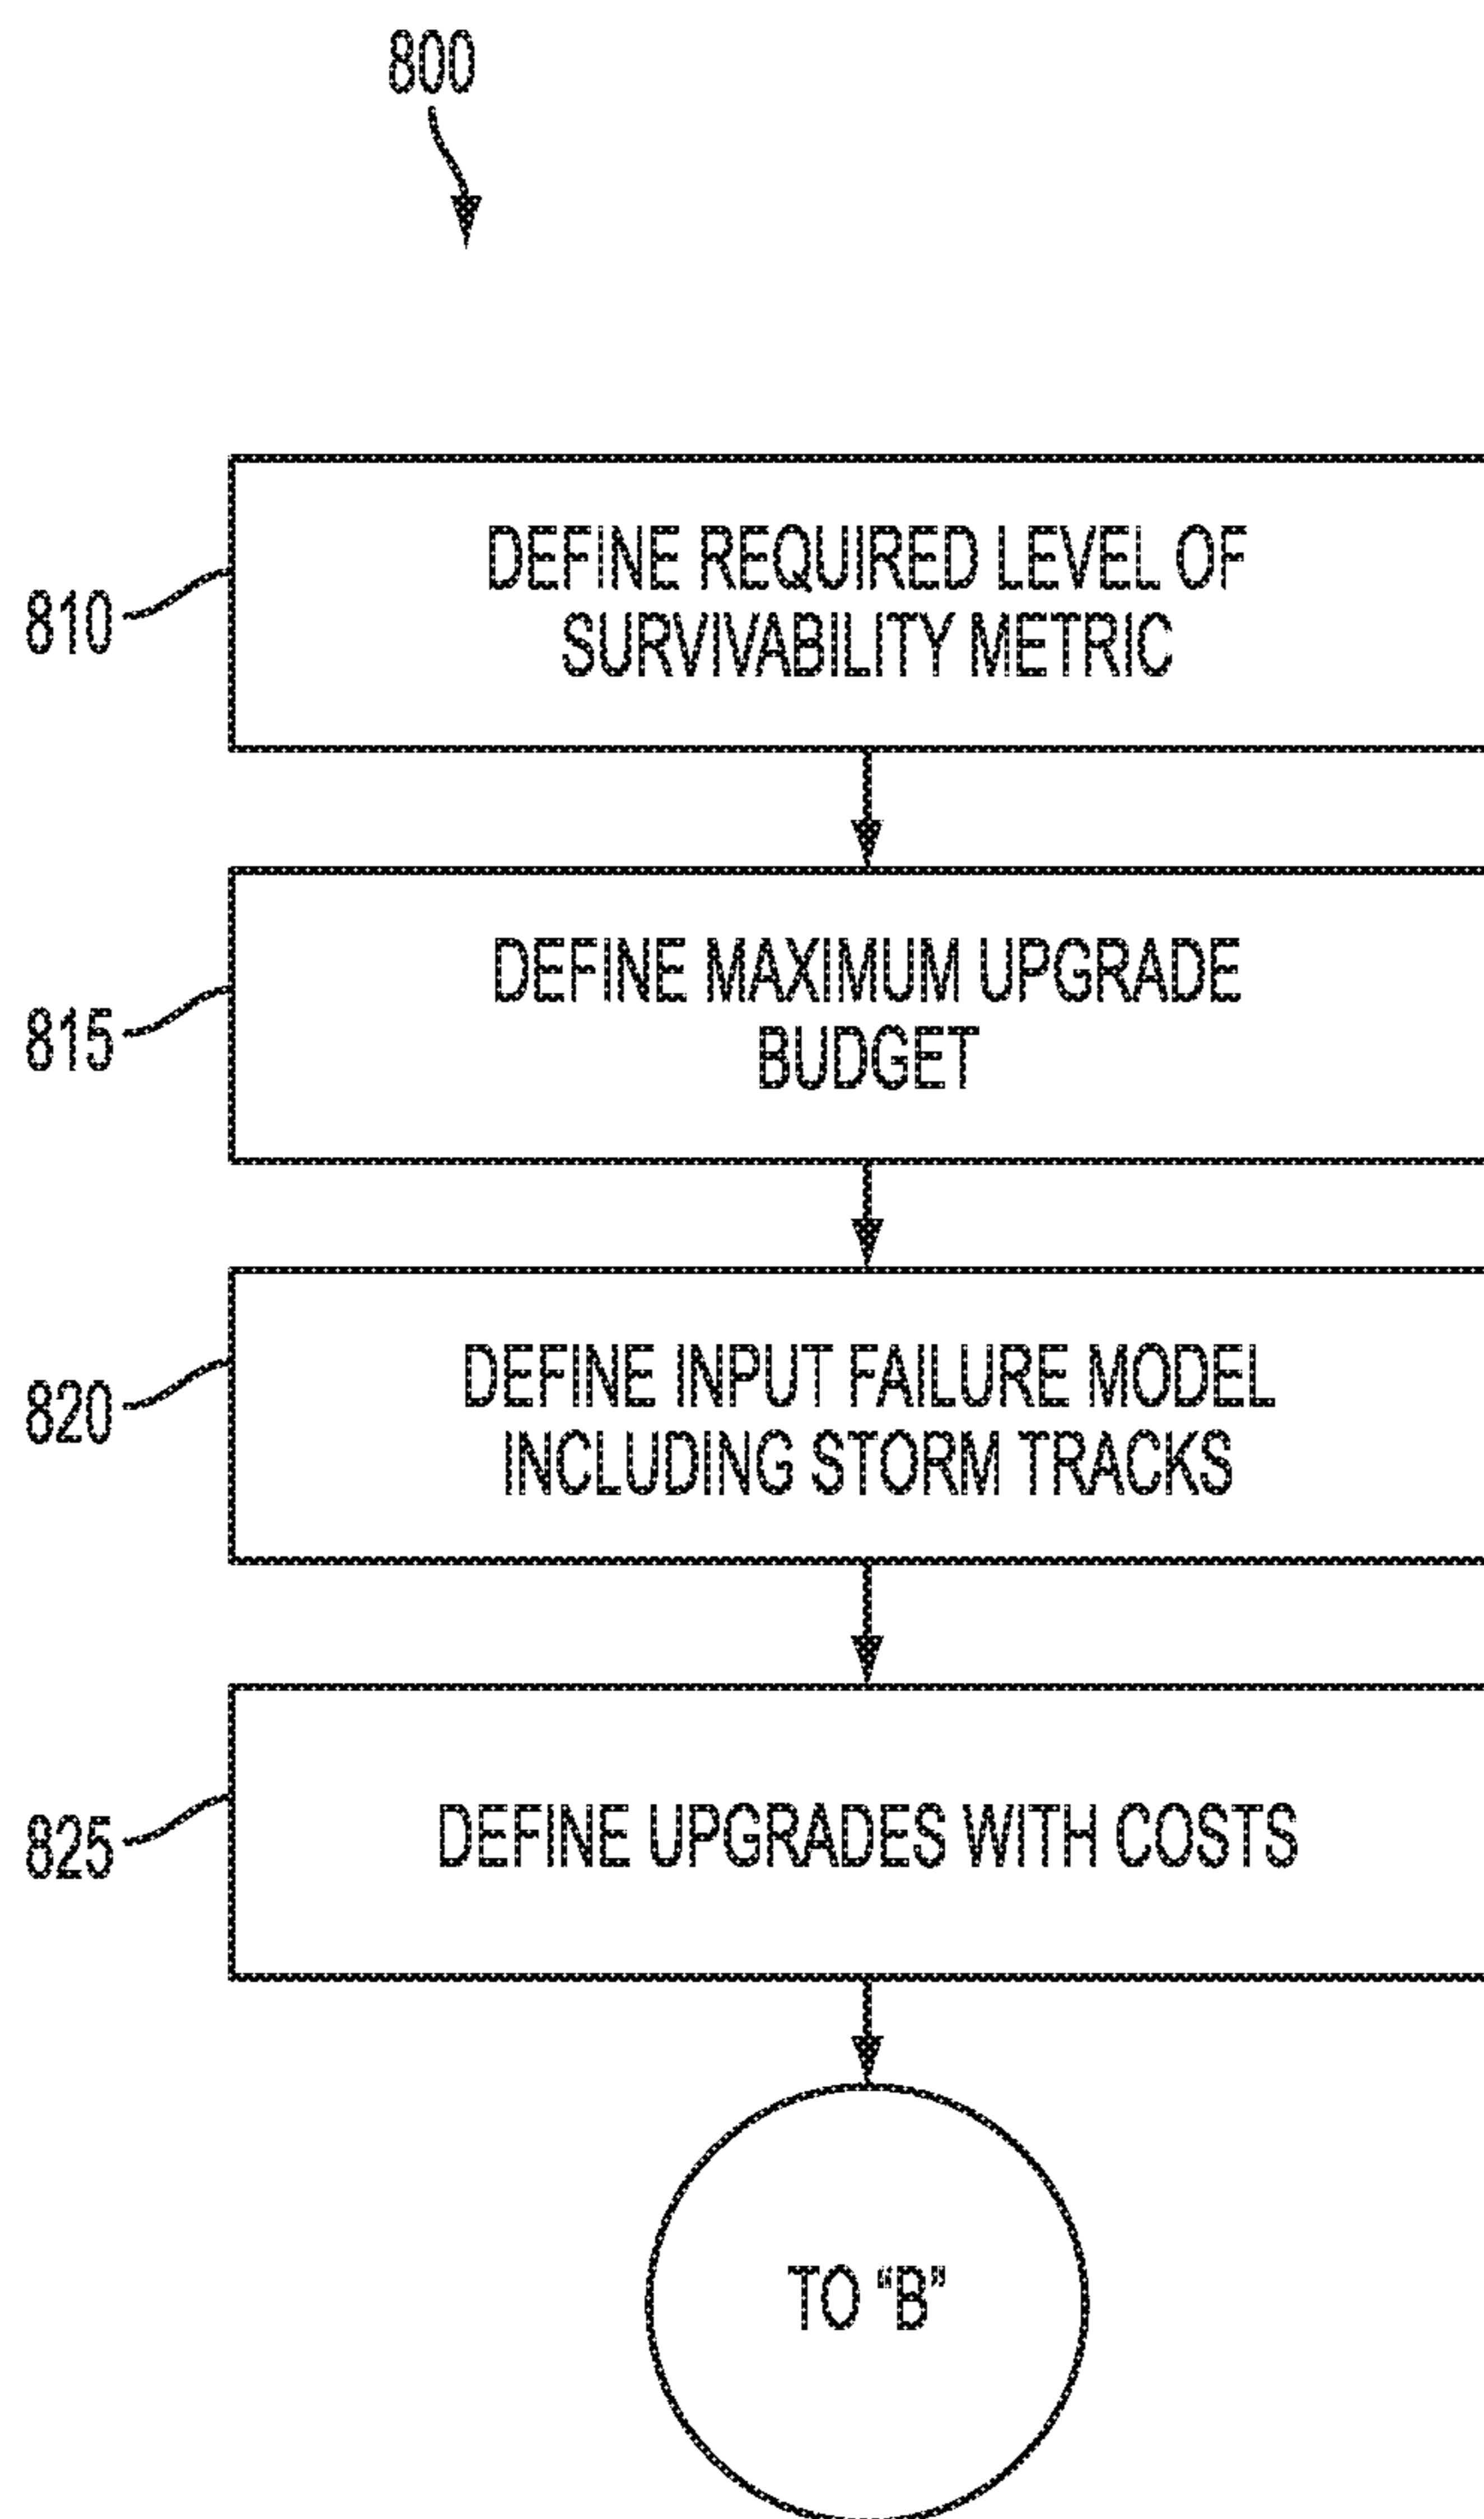 800
810
DEFINE REQUIRED LEVEL OF
SURVIVABILITY METRIC
815
DEFINE MAXIMUM UPGRADE
BUDGET
820
DEFINE INPUT FAILURE MODEL
INCLUDING STORM TRACKS
825
DEFINE UPGRADES WITH COSTS
TO “B”